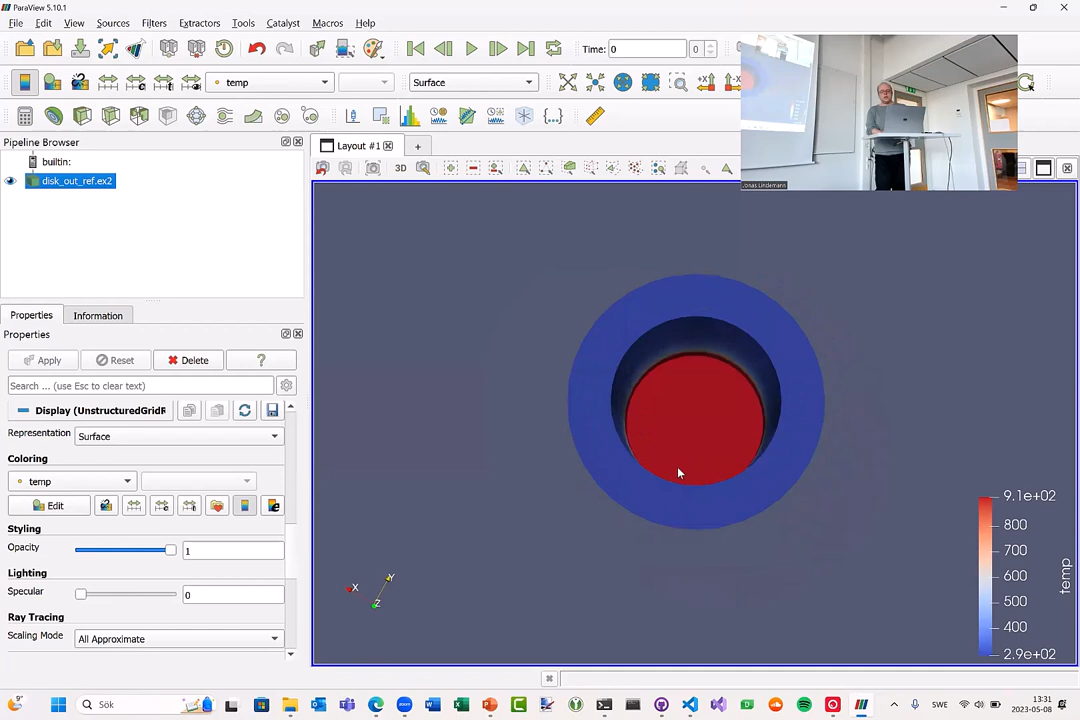 ParaView 5.10.1
File Edit View Sources Filters Extractors Tools Catalyst Macros Help
Time: 0 0
temp Surface
Pipeline Browser
builtin:
disk_out_ref.ex2
Layout #1 +
3D
Jonas Lindemann
Properties Information
Properties
Apply Reset Delete ?
Search ... (use Esc to clear text)
Display (UnstructuredGridR
Representation Surface
Coloring
temp
Edit
Styling
Opacity 1
Lighting
Specular 0
Ray Tracing
Scaling Mode All Approximate
X Y Z
9.1e+02
800
700
600
500
400
2.9e+02
temp
9°
Sök
SWE
13:31
2023-05-08